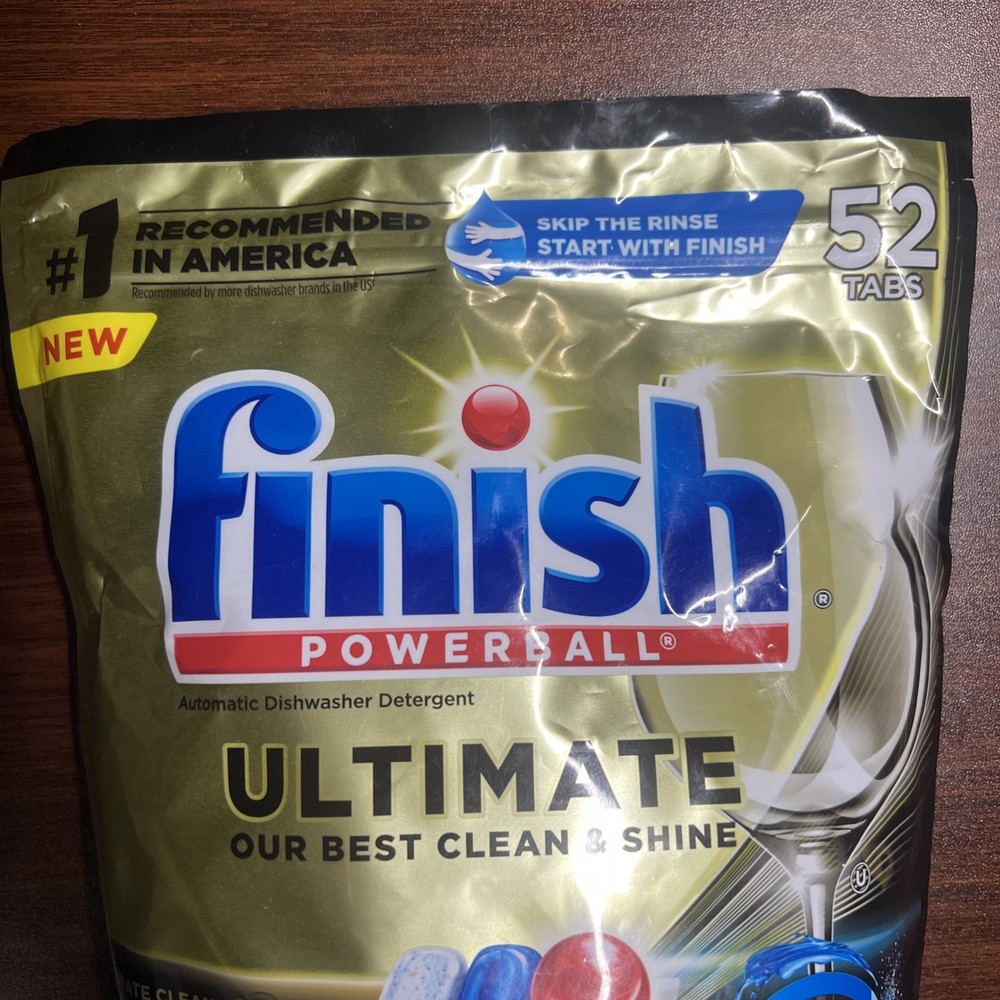 #1 RECOMMENDED
IN AMERICA
Recommended by more dishwasher brands in the US†
SKIP THE RINSE
START WITH FINISH
52
TABS
NEW
finish
®
POWERBALL®
Automatic Dishwasher Detergent
ULTIMATE
OUR BEST CLEAN & SHINE
U